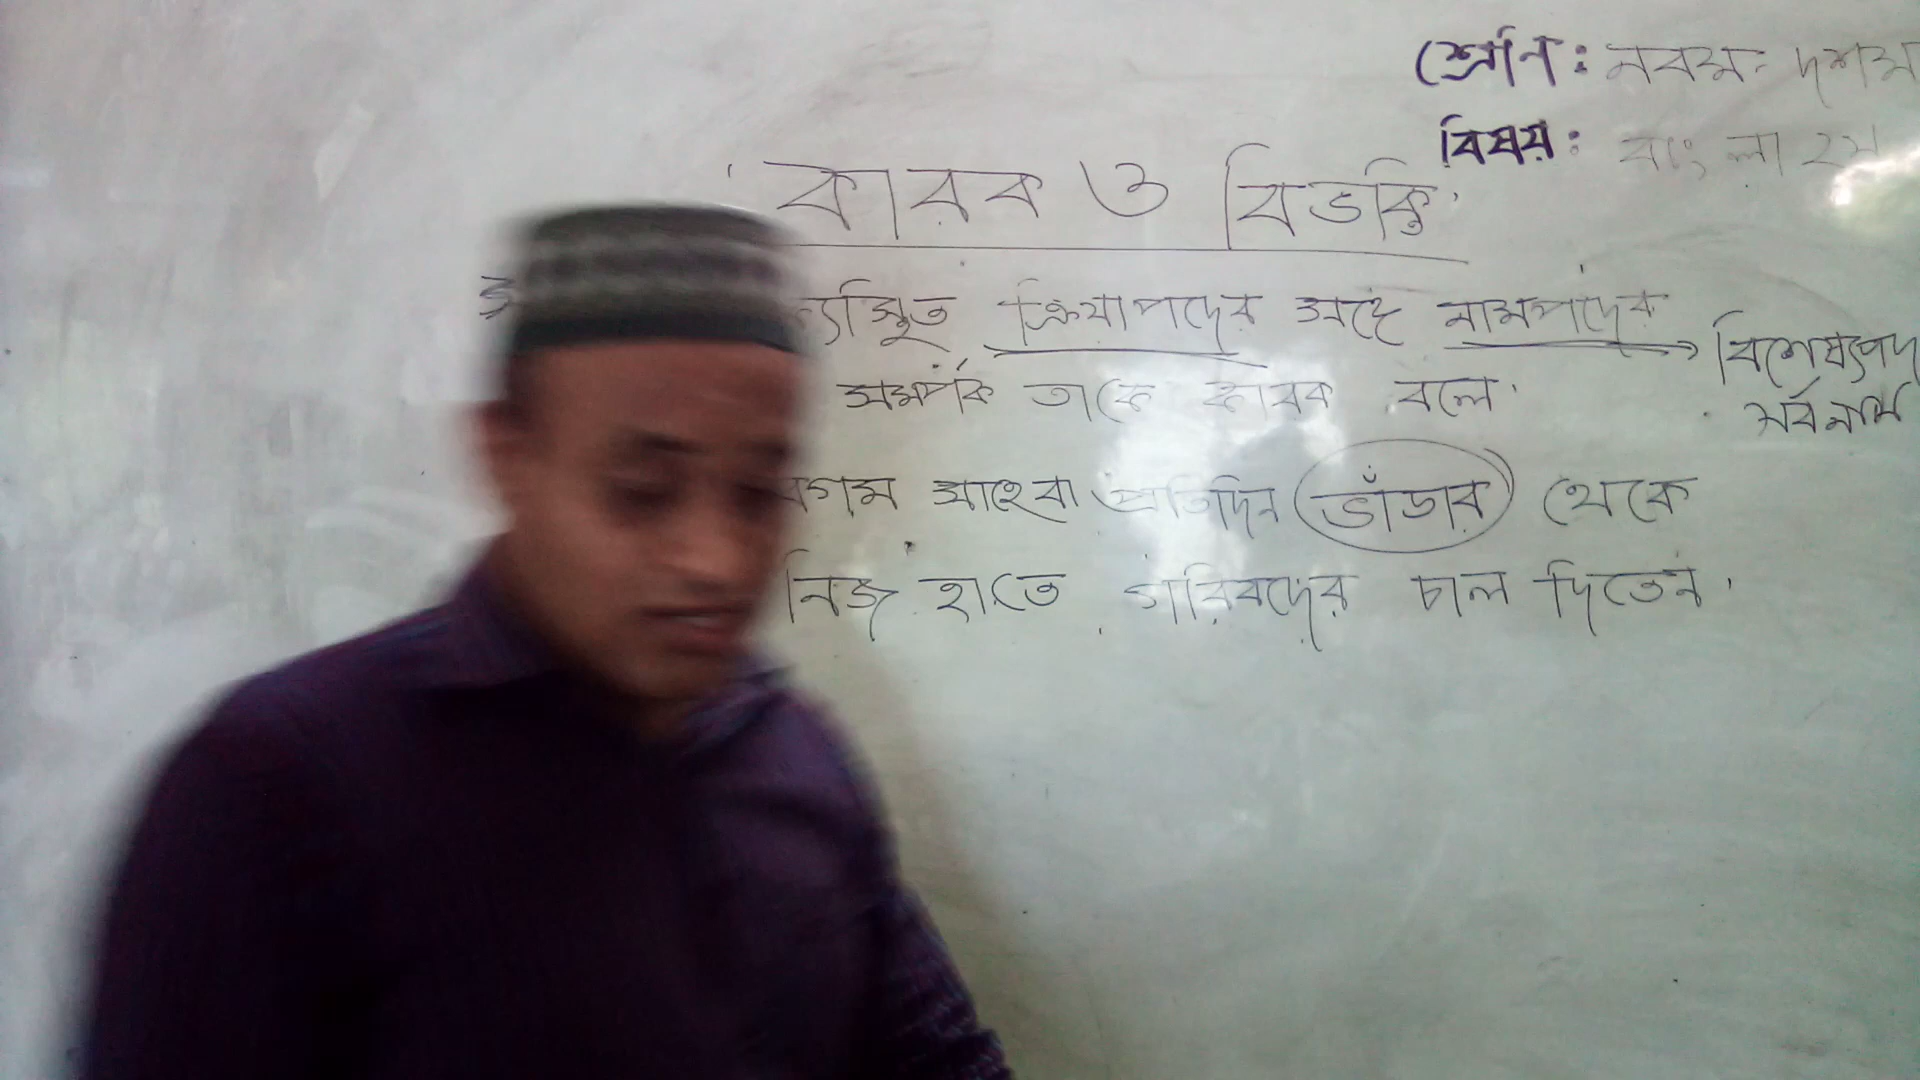 শ্রেণি: নবম-দশম
বিষয়: বাংলা ২য়
'কারক ও বিভক্তি'
ক্রিয়াপদের সঙ্গে নামপদের
বিশেষ্যপদ
সর্বনাম
সম্পর্ক তাকে কারক বলে.
সাহেবা প্রতিদিন ভাঁড়ার থেকে
নিজ হাতে গরিবদের চাল দিতেন.